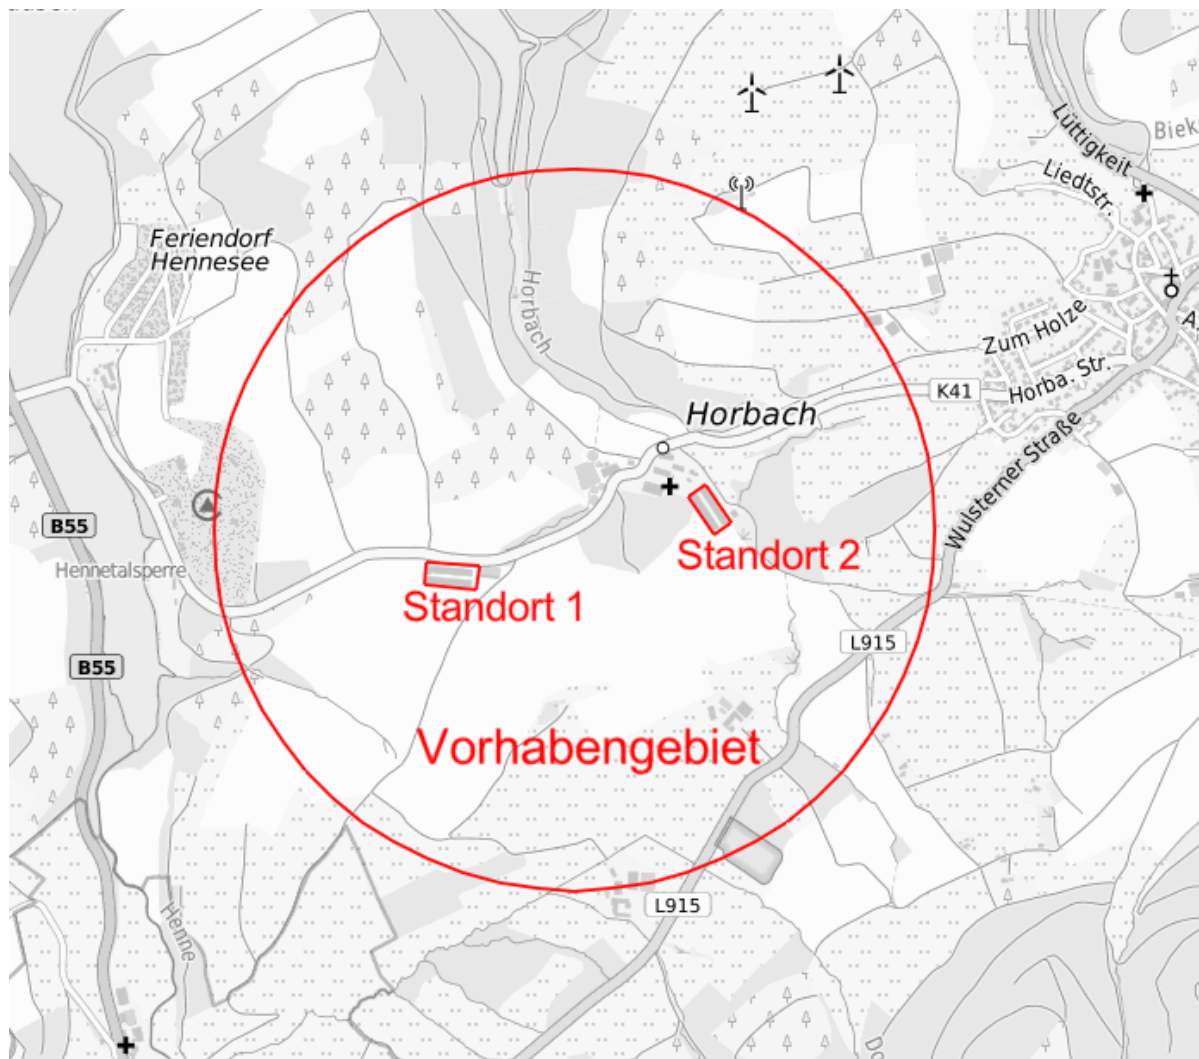 Lüttigkeit
Liedtstr.
Feriendorf
Hennesee
Horbach
Zum Holze
Horba. Str.
K41
Horbach
Wulsterner Straße
B55
Standort 2
Hennetalsperre
Standort 1
L915
B55
Vorhabengebiet
L915
Henne